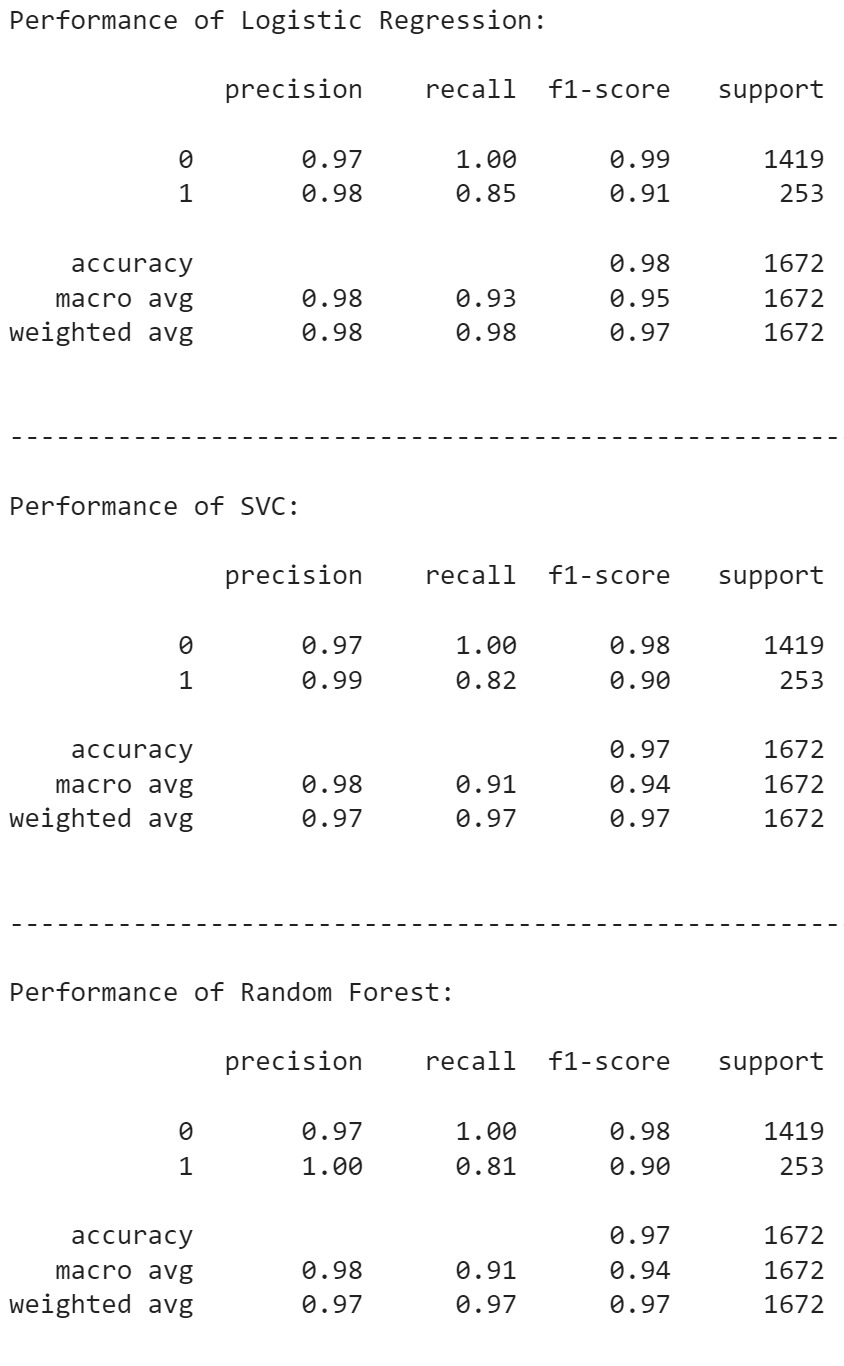 Performance of Logistic Regression:
precision recall f1-score support
0 0.97 1.00 0.99 1419
1 0.98 0.85 0.91 253
accuracy 0.98 1672
macro avg 0.98 0.93 0.95 1672
weighted avg 0.98 0.98 0.97 1672
------------------------------------------------------
Performance of SVC:
precision recall f1-score support
0 0.97 1.00 0.98 1419
1 0.99 0.82 0.90 253
accuracy 0.97 1672
macro avg 0.98 0.91 0.94 1672
weighted avg 0.97 0.97 0.97 1672
------------------------------------------------------
Performance of Random Forest:
precision recall f1-score support
0 0.97 1.00 0.98 1419
1 1.00 0.81 0.90 253
accuracy 0.97 1672
macro avg 0.98 0.91 0.94 1672
weighted avg 0.97 0.97 0.97 1672